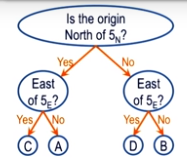 Is the origin
North of 5N?
Yes No
East East
of 5E? of 5E?
Yes No Yes No
C A D B